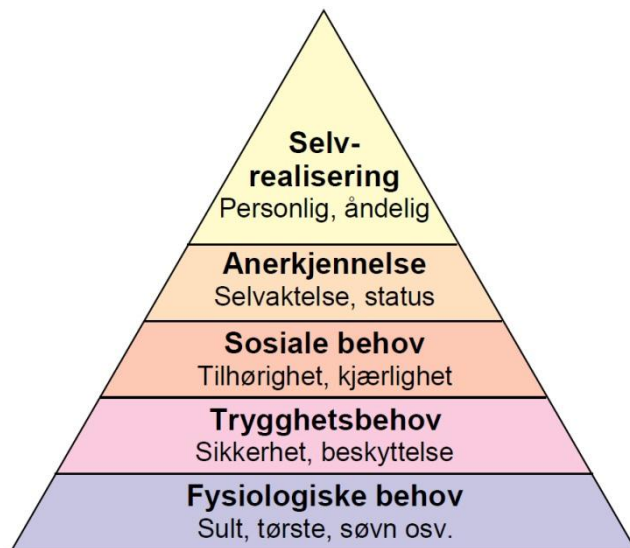 Selv-
realisering
Personlig, åndelig
Anerkjennelse
Selvaktelse, status
Sosiale behov
Tilhørighet, kjærlighet
Trygghetsbehov
Sikkerhet, beskyttelse
Fysiologiske behov
Sult, tørste, søvn osv.